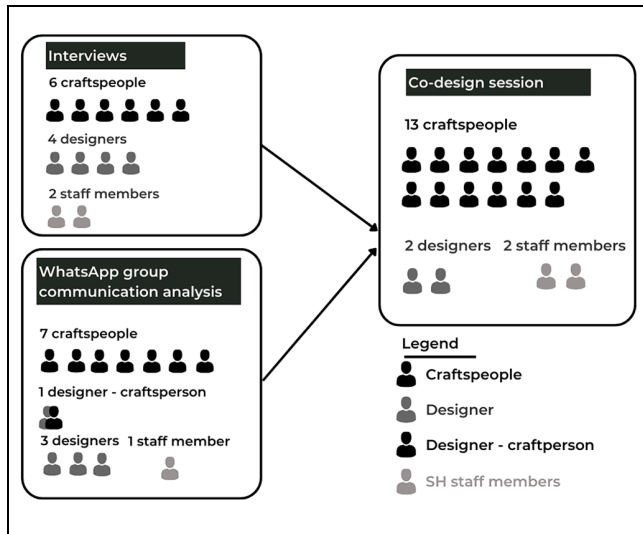 Interviews
6 craftspeople
4 designers
2 staff members
WhatsApp group
communication analysis
7 craftspeople
1 designer - craftsperson
3 designers 1 staff member
Co-design session
13 craftspeople
2 designers 2 staff members
Legend
Craftspeople
Designer
Designer - craftperson
SH staff members